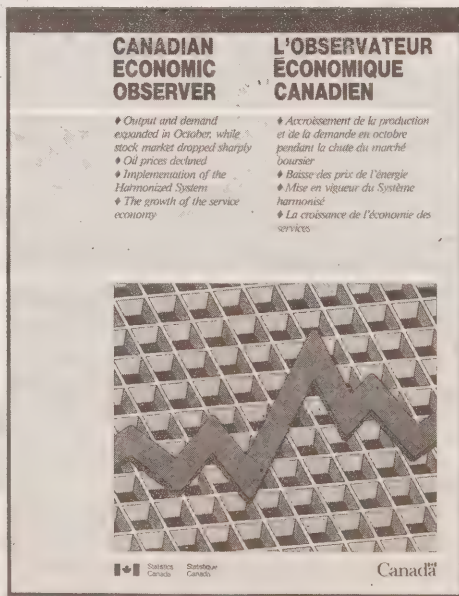 CANADIAN
ECONOMIC
OBSERVER
♦ Output and demand
expanded in October, while
stock market dropped sharply
♦ Oil prices declined
♦ Implementation of the
Harmonized System
♦ The growth of the service
economy
L'OBSERVATEUR
ÉCONOMIQUE
CANADIEN
♦ Accroissement de la production
et de la demande en octobre
pendant la chute du marché
boursier
♦ Baisse des prix de l'énergie
♦ Mise en vigueur du Système
harmonisé
♦ La croissance de l'économie des
services
Statistics
Canada
Statistique
Canada
Canada